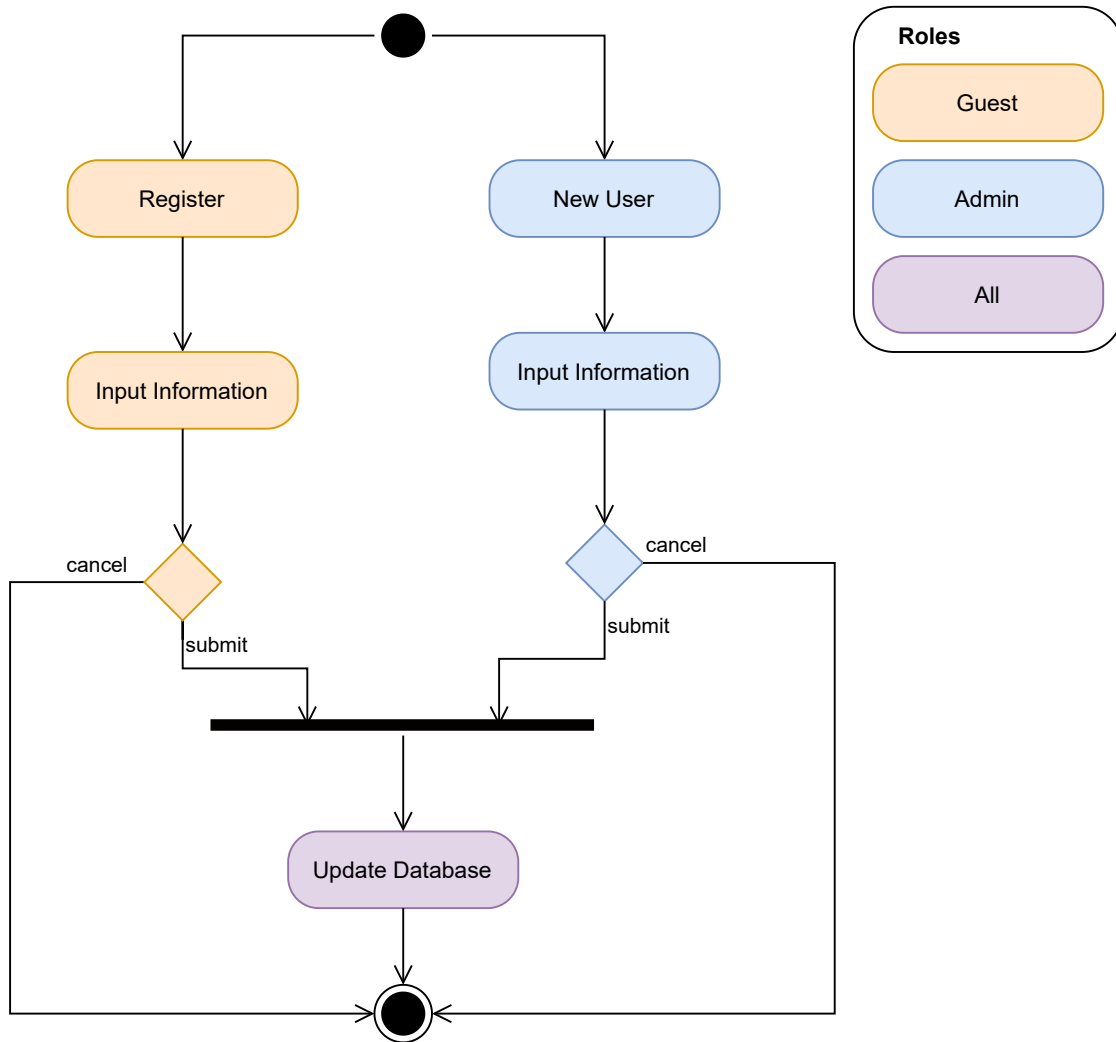 Roles
Guest
Register
New User
Admin
All
Input Information
Input Information
cancel
cancel
submit
submit
Update Database